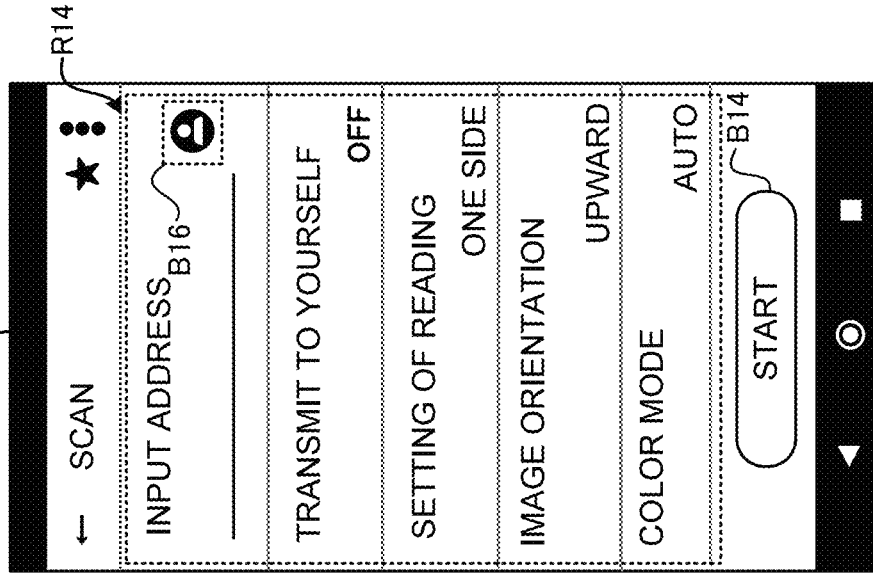 R14
← SCAN
INPUT ADDRESS
B16
TRANSMIT TO YOURSELF
OFF
SETTING OF READING
ONE SIDE
IMAGE ORIENTATION
UPWARD
COLOR MODE
AUTO
B14
START